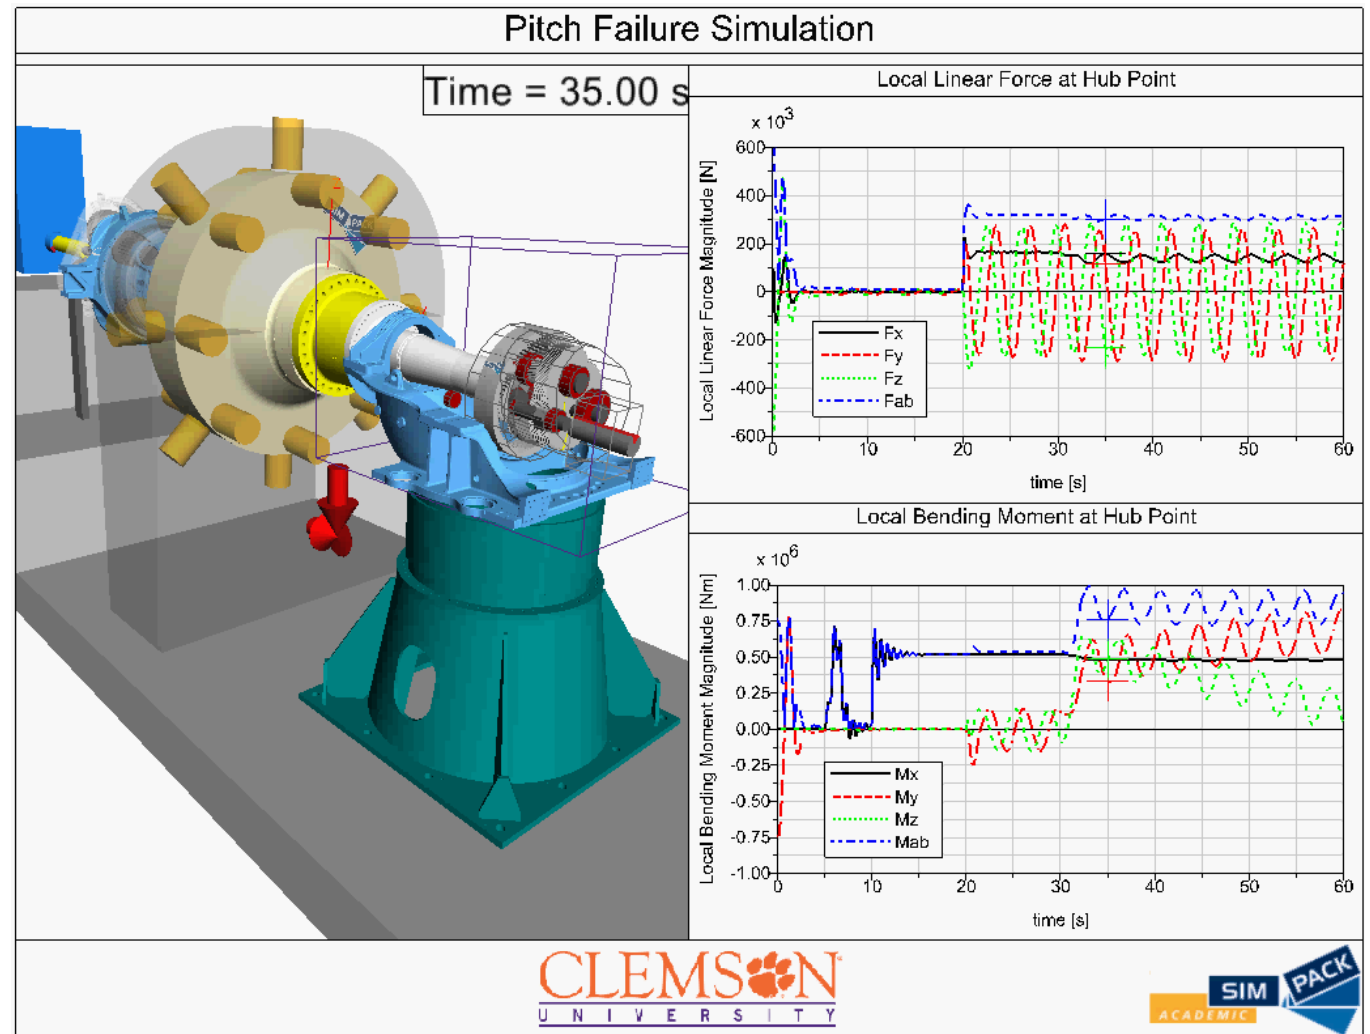 Pitch Failure Simulation
Time = 35.00 s
SIM PACK
Local Linear Force at Hub Point
x 10³
Local Linear Force Magnitude [N]
600
400
200
0
-200
-400
-600
Fx
Fy
Fz
Fab
0 10 20 30 40 50 60
time [s]
Local Bending Moment at Hub Point
x 10⁶
Local Bending Moment Magnitude [Nm]
1.00
0.75
0.50
0.25
0.00
-0.25
-0.50
-0.75
-1.00
Mx
My
Mz
Mab
0 10 20 30 40 50 60
time [s]
CLEMSON
UNIVERSITY
SIM PACK
ACADEMIC